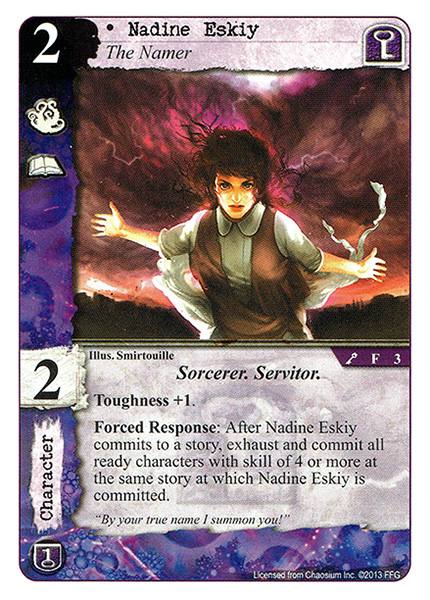 2
• Nadine Eskiy
The Namer
Illus. Smirtouille
F 3
2
Sorcerer. Servitor.
Toughness +1.
Forced Response: After Nadine Eskiy
commits to a story, exhaust and commit all
ready characters with skill of 4 or more at
the same story at which Nadine Eskiy is
committed.
“By your true name I summon you!”
Character
Licensed from Chaosium Inc. ©2013 FFG